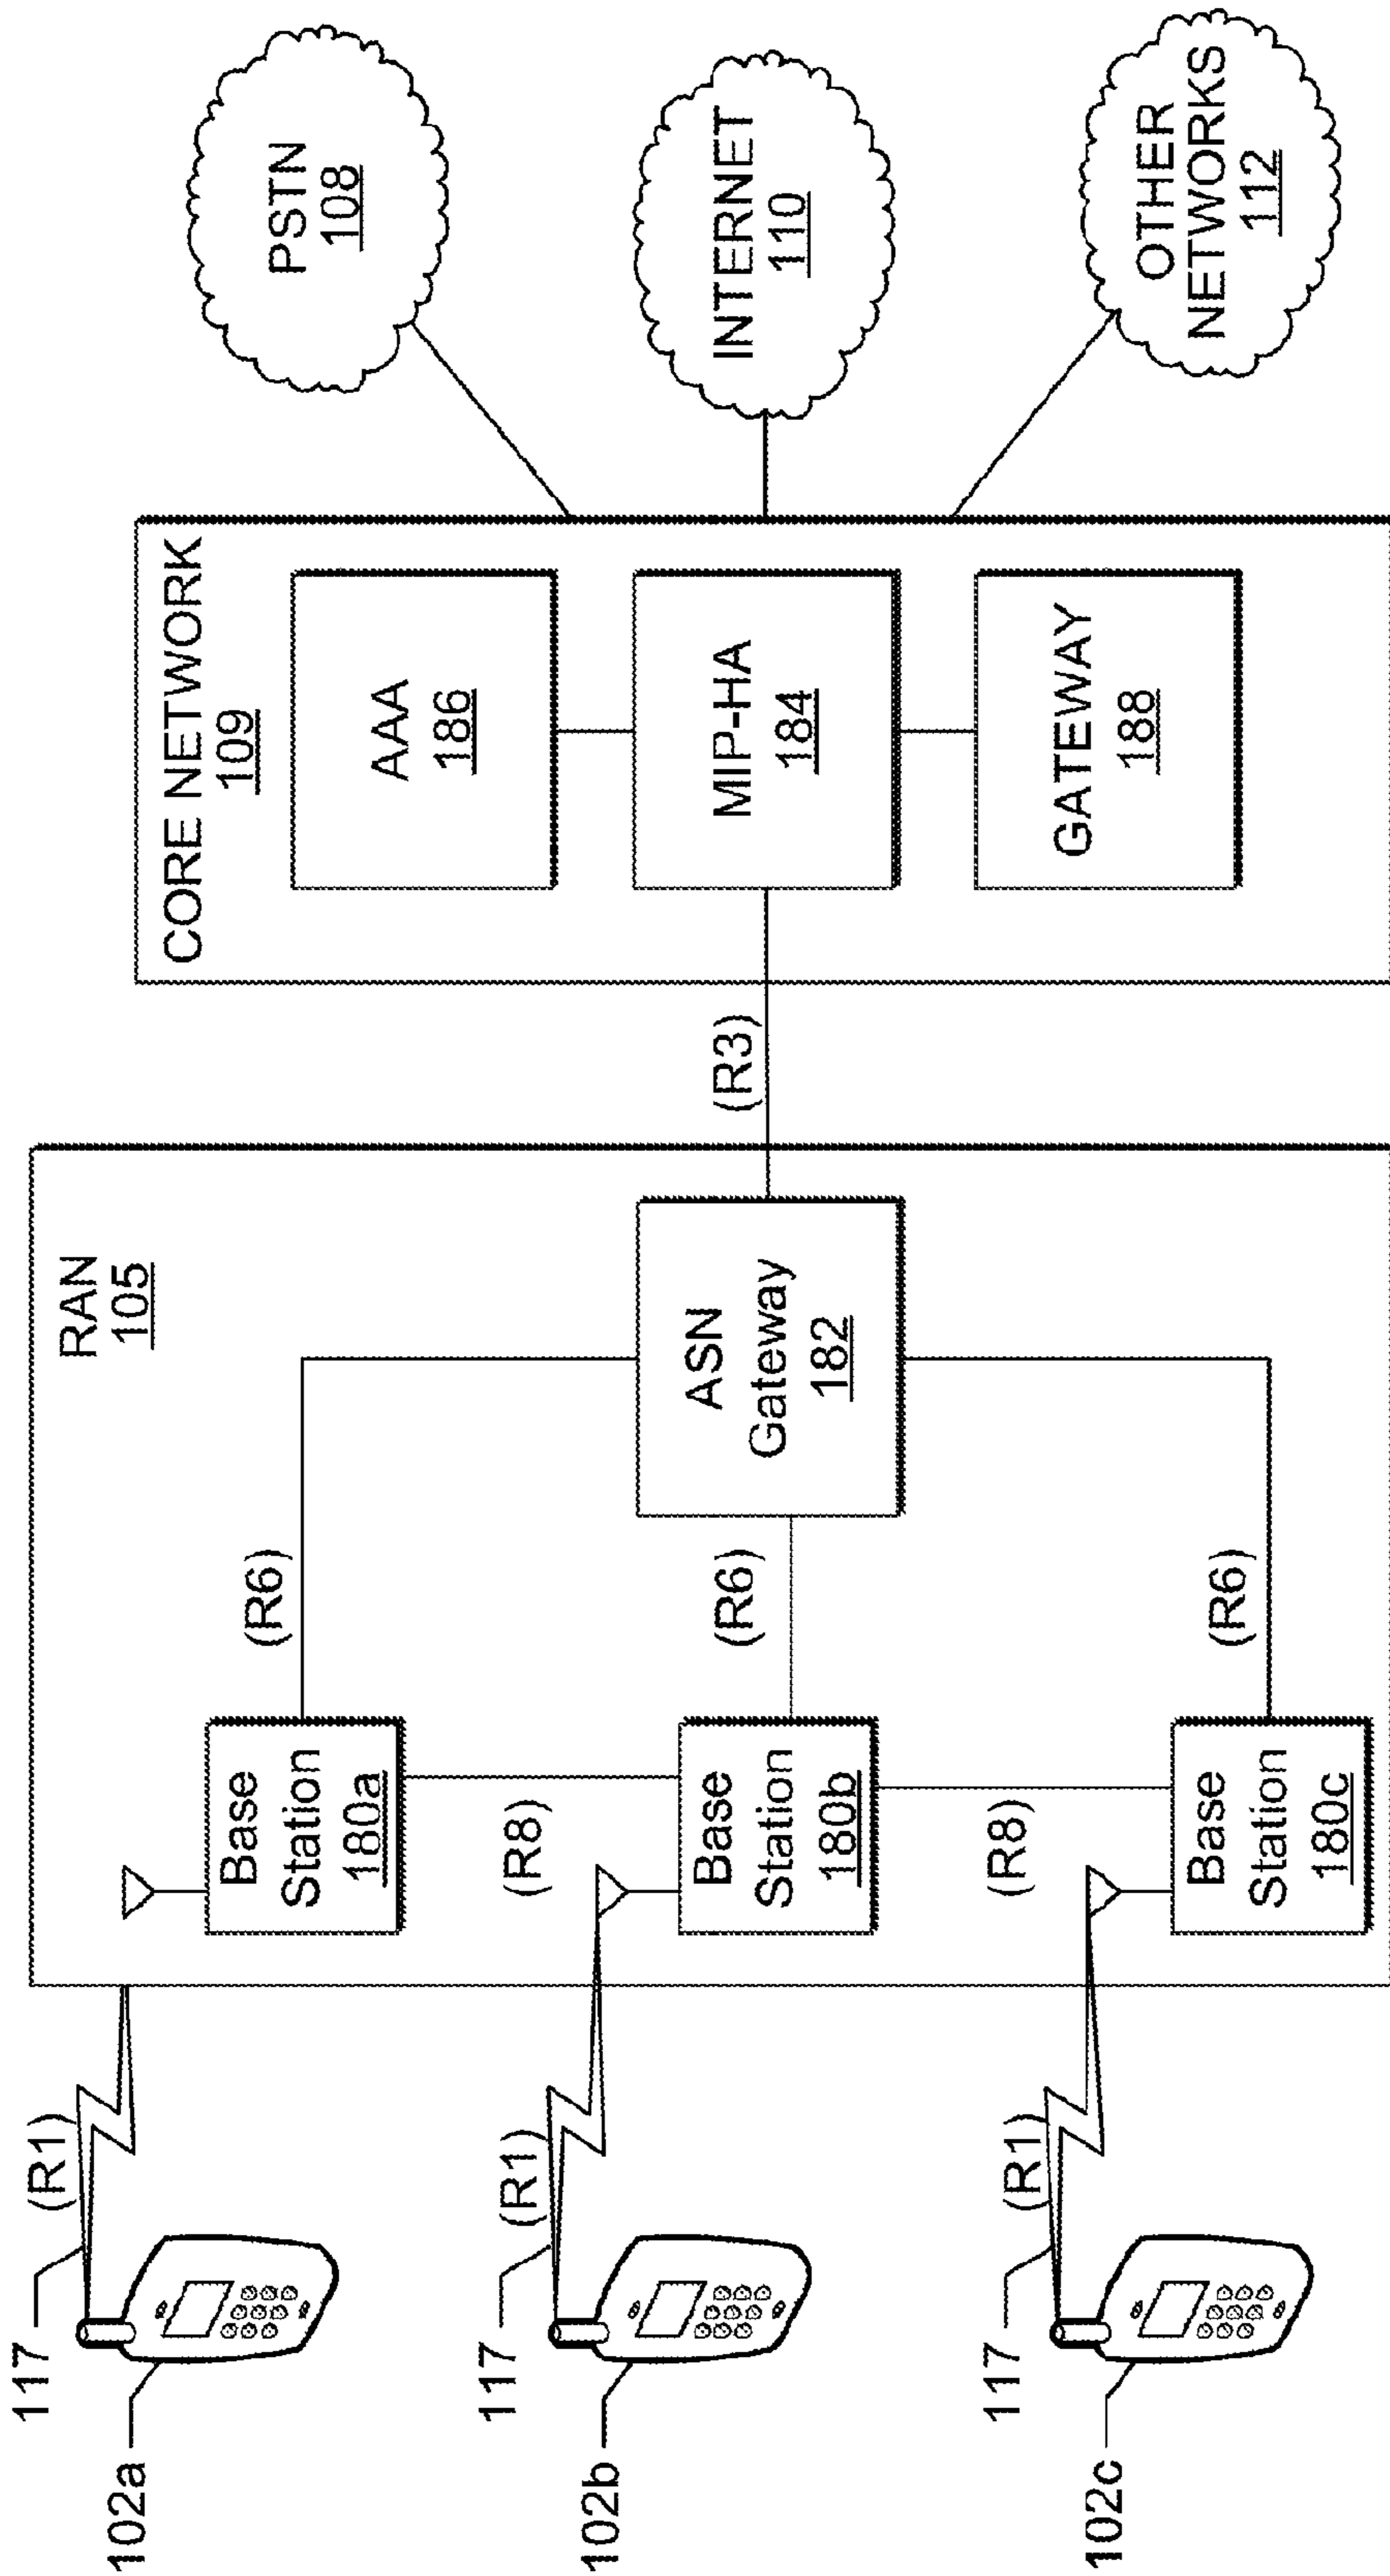 117
(R1)
102a
117
(R1)
102b
117
(R1)
102c
RAN
105
Base
Station
180a
(R6)
(R8)
Base
Station
180b
(R6)
(R8)
Base
Station
180c
(R6)
ASN
Gateway
182
(R3)
CORE NETWORK
109
AAA
186
MIP-HA
184
GATEWAY
188
PSTN
108
INTERNET
110
OTHER
NETWORKS
112